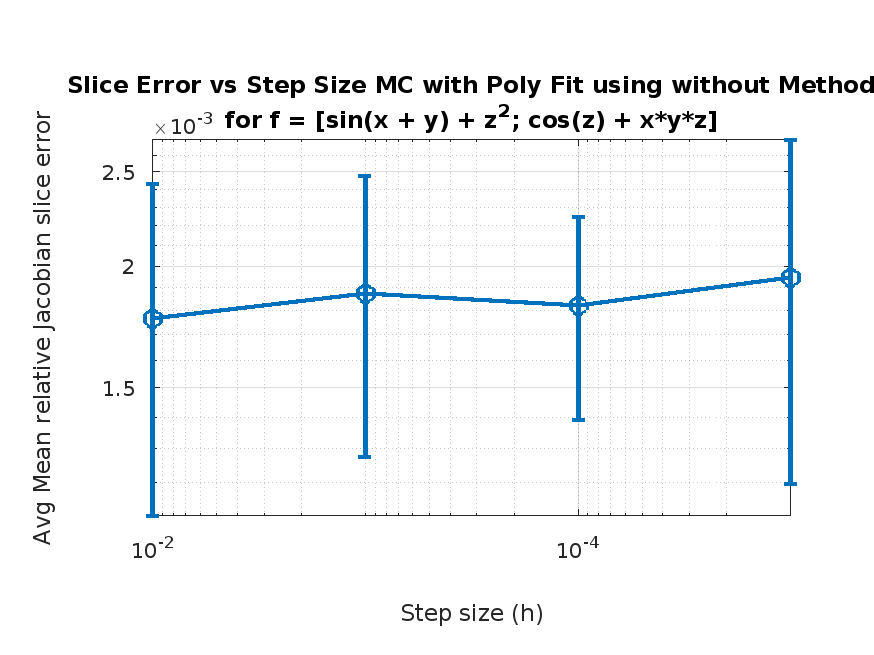 Slice Error vs Step Size MC with Poly Fit using without Method
for f = [sin(x + y) + z²; cos(z) + x*y*z]
×10⁻³
2.5
2
1.5
Avg Mean relative Jacobian slice error
10⁻²
10⁻⁴
Step size (h)